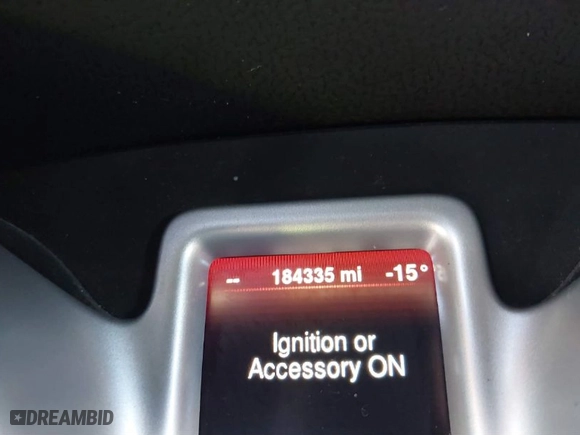 -- 184335 mi -15°
Ignition or
Accessory ON
DREAMBID